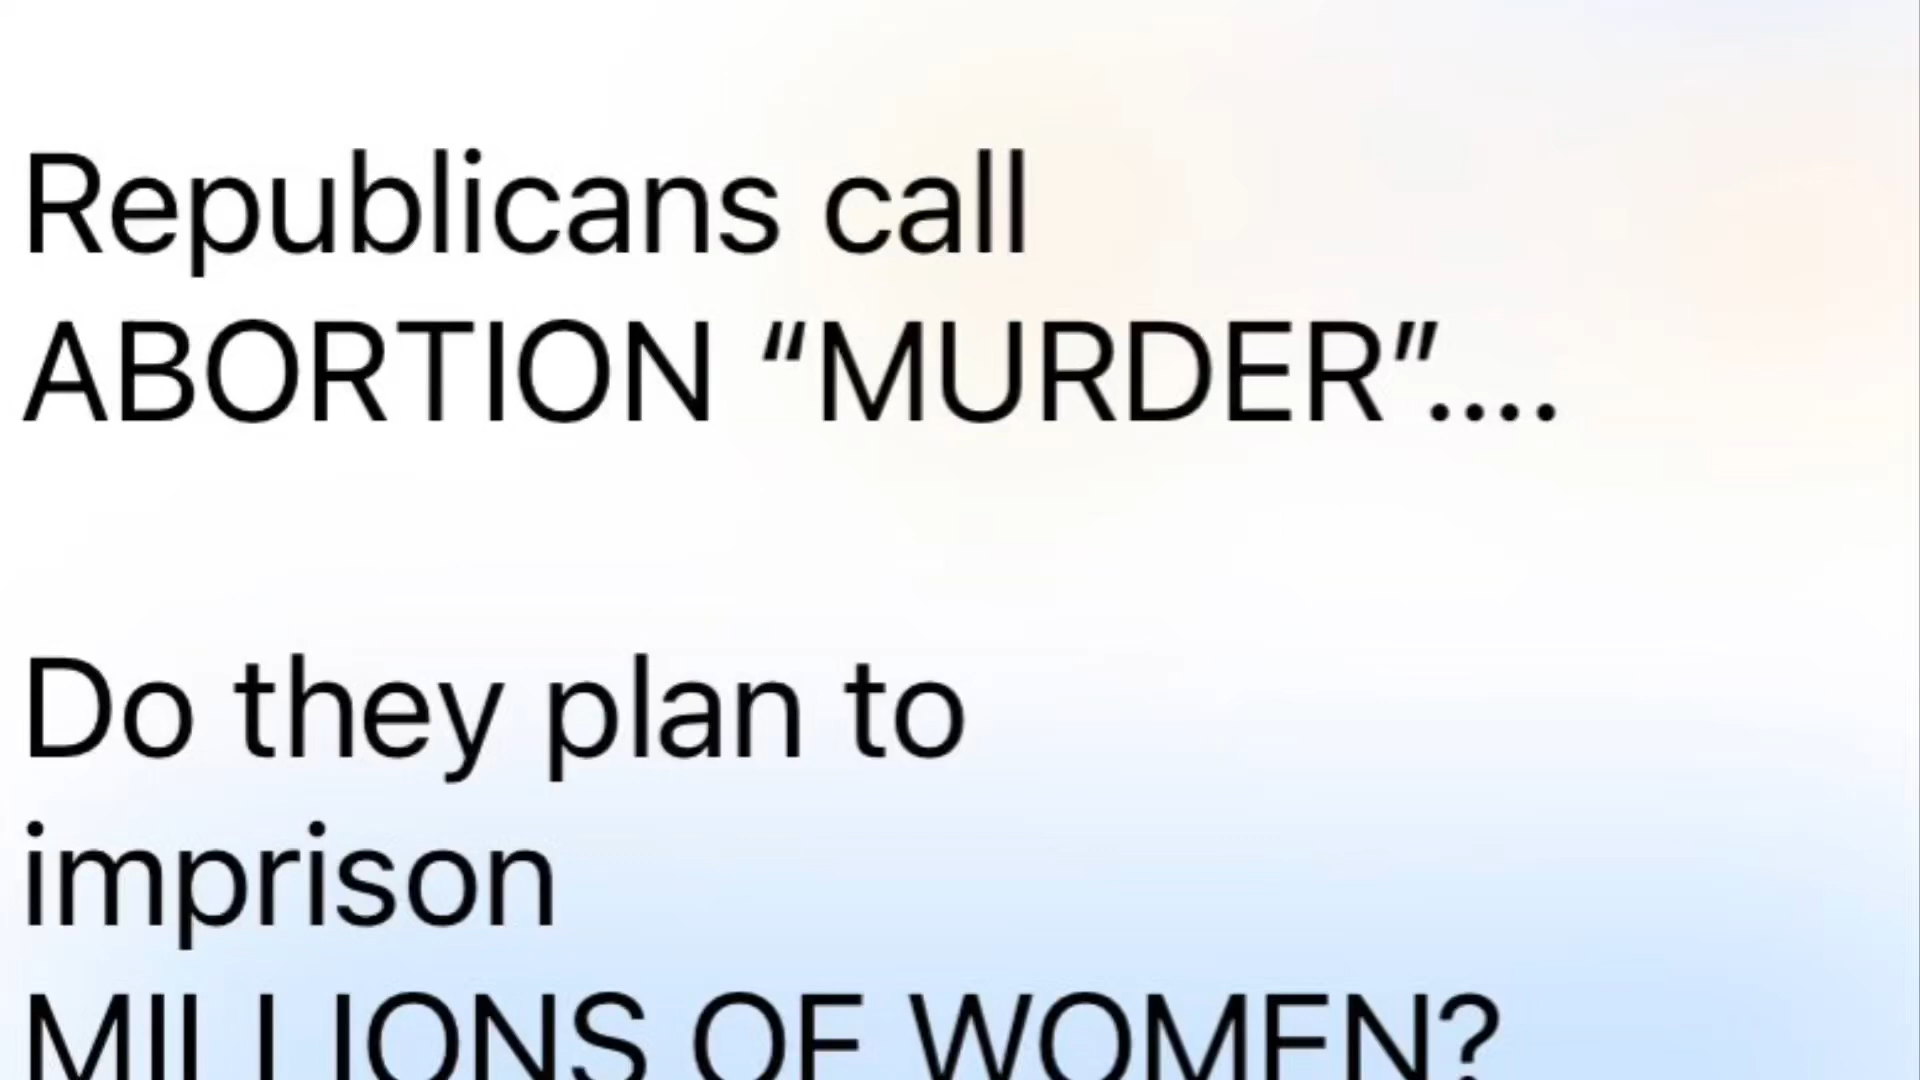 Republicans call
ABORTION “MURDER”....
Do they plan to
imprison
MILLIONS OF WOMEN?